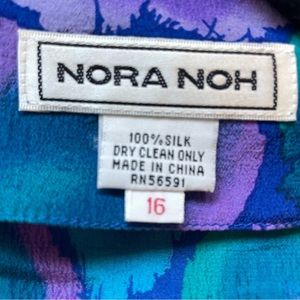 NORA NOH
100% SILK
DRY CLEAN ONLY
MADE IN CHINA
RN56591
16